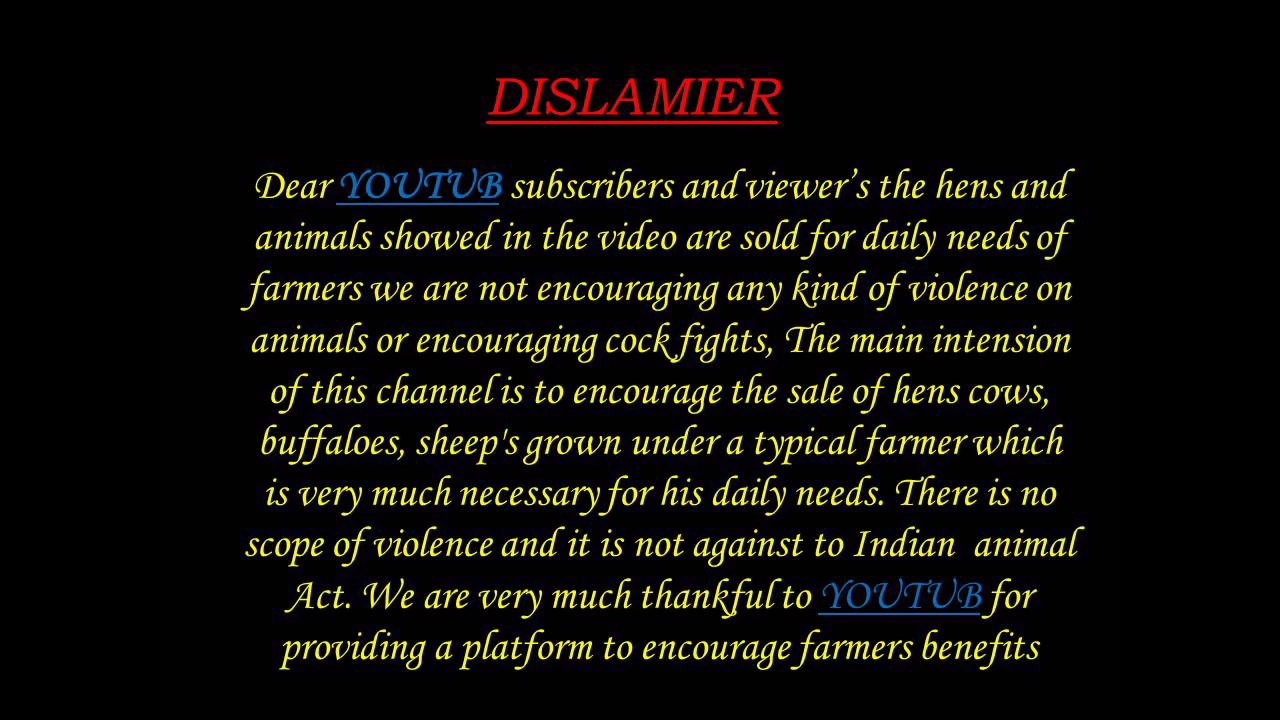 DISLAMIER
Dear YOUTUB subscribers and viewer’s the hens and
animals showed in the video are sold for daily needs of
farmers we are not encouraging any kind of violence on
animals or encouraging cock fights, The main intension
of this channel is to encourage the sale of hens cows,
buffaloes, sheep's grown under a typical farmer which
is very much necessary for his daily needs. There is no
scope of violence and it is not against to Indian  animal
Act. We are very much thankful to YOUTUB for
providing a platform to encourage farmers benefits